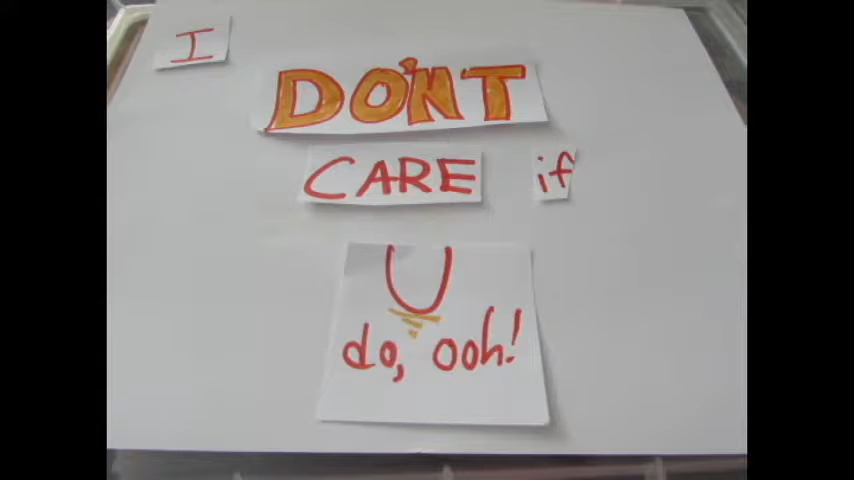 I
DON'T
CARE if
U
do, ooh!